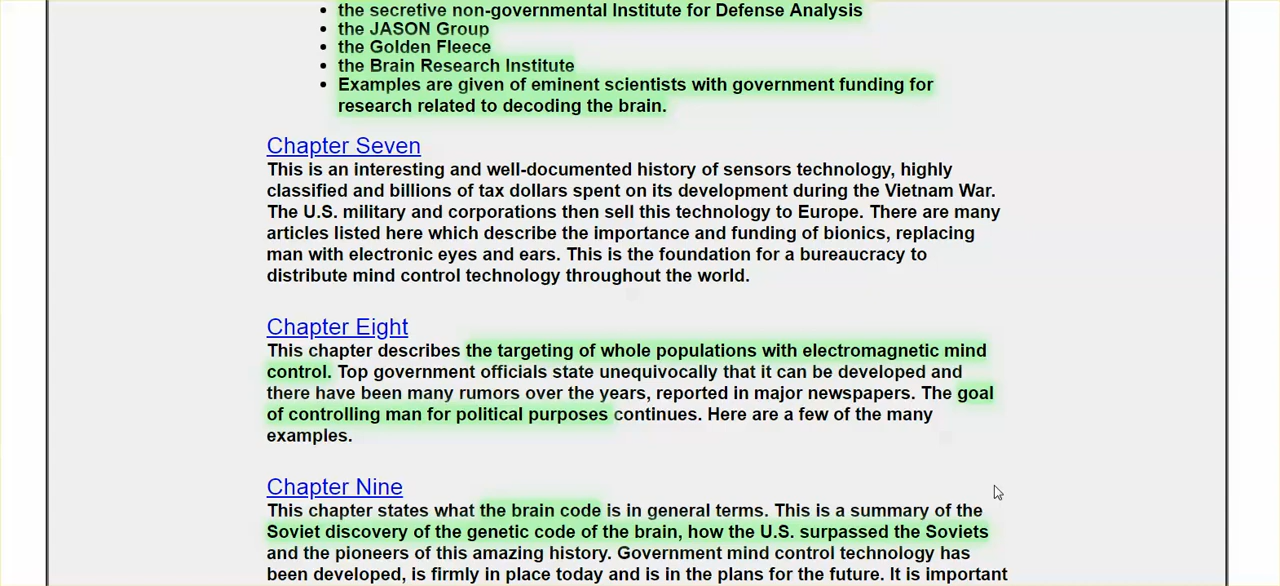 the secretive non-governmental Institute for Defense Analysis
the JASON Group
the Golden Fleece
the Brain Research Institute
Examples are given of eminent scientists with government funding for
research related to decoding the brain.
Chapter Seven
This is an interesting and well-documented history of sensors technology, highly
classified and billions of tax dollars spent on its development during the Vietnam War.
The U.S. military and corporations then sell this technology to Europe. There are many
articles listed here which describe the importance and funding of bionics, replacing
man with electronic eyes and ears. This is the foundation for a bureaucracy to
distribute mind control technology throughout the world.
Chapter Eight
This chapter describes the targeting of whole populations with electromagnetic mind
control. Top government officials state unequivocally that it can be developed and
there have been many rumors over the years, reported in major newspapers. The goal
of controlling man for political purposes continues. Here are a few of the many
examples.
Chapter Nine
This chapter states what the brain code is in general terms. This is a summary of the
Soviet discovery of the genetic code of the brain, how the U.S. surpassed the Soviets
and the pioneers of this amazing history. Government mind control technology has
been developed, is firmly in place today and is in the plans for the future. It is important